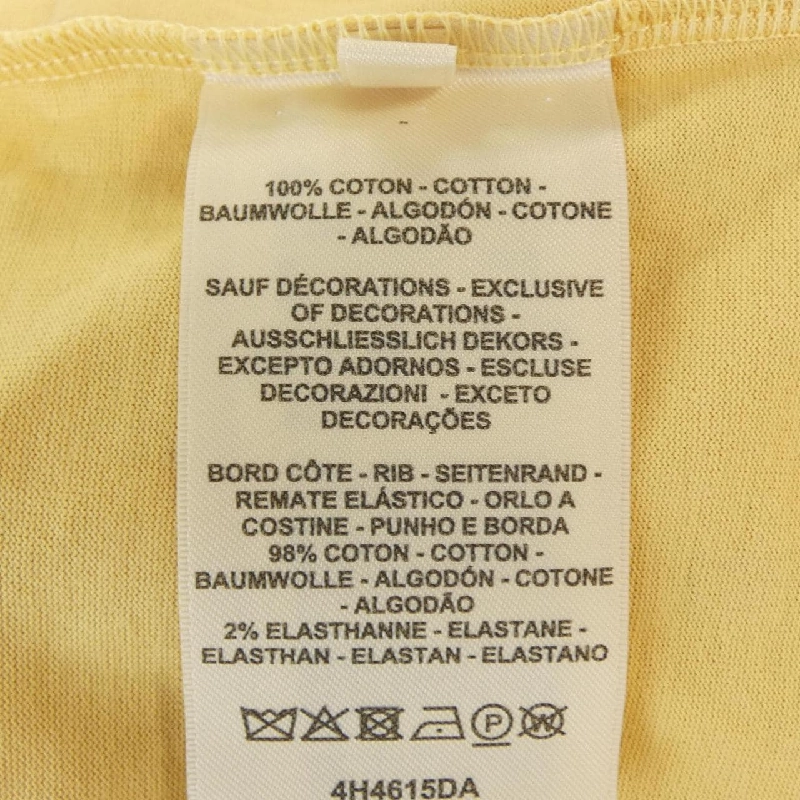 100% COTON - COTTON -
BAUMWOLLE - ALGODÓN - COTONE
- ALGODÃO
SAUF DÉCORATIONS - EXCLUSIVE
OF DECORATIONS -
AUSSCHLIESSLICH DEKORS -
EXCEPTO ADORNOS - ESCLUSE
DECORAZIONI - EXCETO
DECORAÇÕES
BORD CÔTE - RIB - SEITENRAND -
REMATE ELÁSTICO - ORLO A
COSTINE - PUNHO E BORDA
98% COTON - COTTON -
BAUMWOLLE - ALGODÓN - COTONE
- ALGODÃO
2% ELASTHANNE - ELASTANE -
ELASTHAN - ELASTAN - ELASTANO
P W
4H4615DA